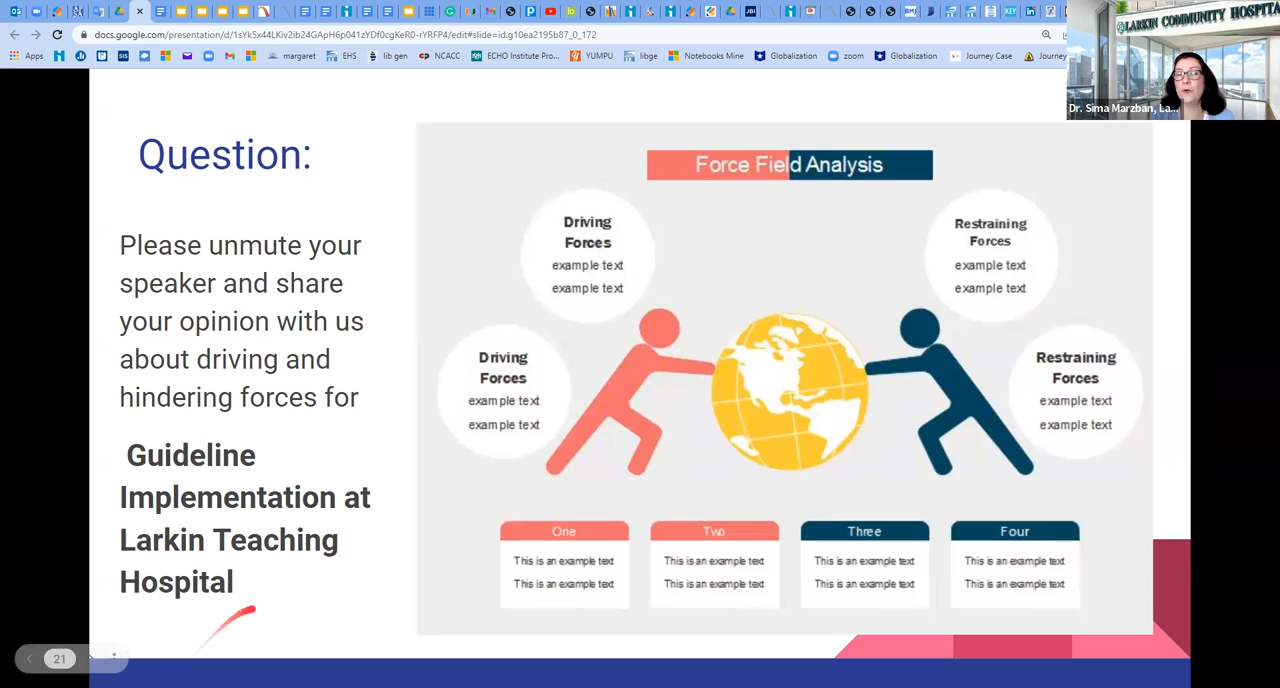 docs.google.com/presentation/d/1sYk5x44LKiv2ib24GApH6p041zYDf0cgKeR0-rMfFP4/edit#slide=id.g10ea2195b87_0_172
Apps
SIS
margaret
EHS
lib gen
NCACC
ECHO Institute Pro...
YUMPU
libge
Notebooks Mine
Globalization
zoom
Globalization
Journey Case
Journey
LARKIN COMMUNITY HOSPITA
Dr. Sima Marzban, La...
Question:
Please unmute your
speaker and share
your opinion with us
about driving and
hindering forces for
Guideline
Implementation at
Larkin Teaching
Hospital
Force Field Analysis
Driving
Forces
example text
example text
Restraining
Forces
example text
example text
Driving
Forces
example text
example text
Restraining
Forces
example text
example text
One
This is an example text
This is an example text
Two
This is an example text
This is an example text
Three
This is an example text
This is an example text
Four
This is an example text
This is an example text
21